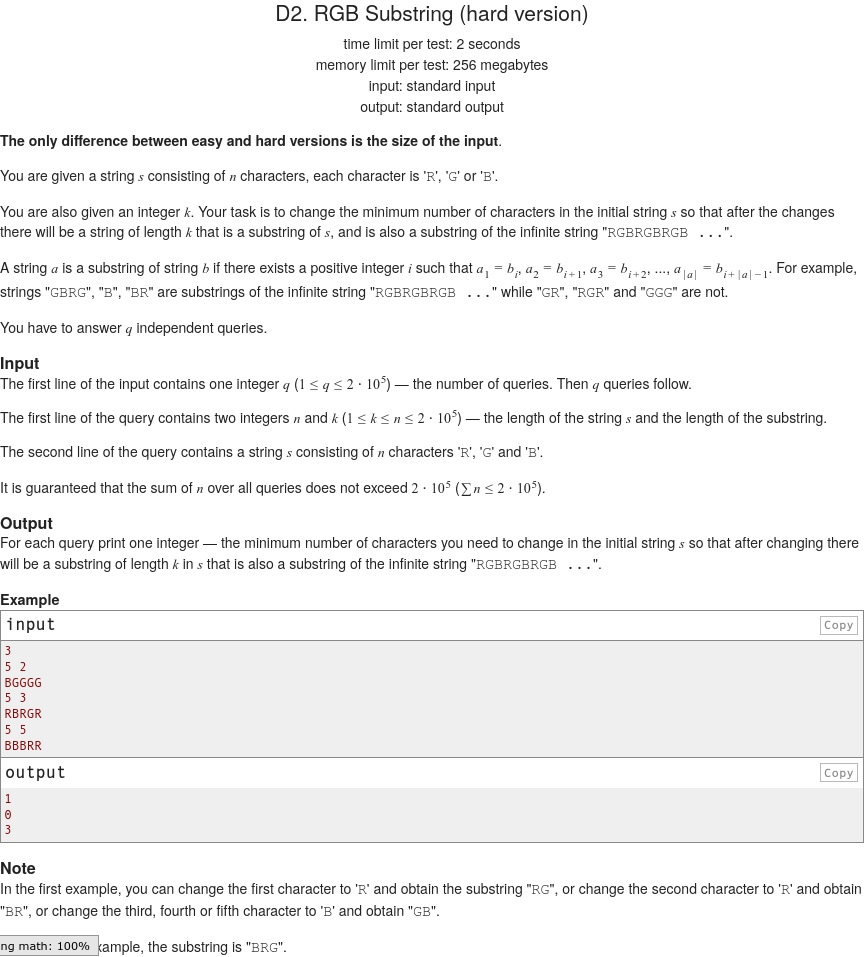 D2. RGB Substring (hard version)
time limit per test: 2 seconds
memory limit per test: 256 megabytes
input: standard input
output: standard output
The only difference between easy and hard versions is the size of the input.
You are given a string s consisting of n characters, each character is 'R', 'G' or 'B'.
You are also given an integer k. Your task is to change the minimum number of characters in the initial string s so that after the changes
there will be a string of length k that is a substring of s, and is also a substring of the infinite string "RGBRGBRGB ...".
A string a is a substring of string b if there exists a positive integer i such that a_1 = b_i, a_2 = b_{i+1}, a_3 = b_{i+2}, ..., a_{|a|} = b_{i+|a|-1}. For example,
strings "GBRG", "B", "BR" are substrings of the infinite string "RGBRGBRGB ..." while "GR", "RGR" and "GGG" are not.
You have to answer q independent queries.
Input
The first line of the input contains one integer q (1 ≤ q ≤ 2 · 10^5) — the number of queries. Then q queries follow.
The first line of the query contains two integers n and k (1 ≤ k ≤ n ≤ 2 · 10^5) — the length of the string s and the length of the substring.
The second line of the query contains a string s consisting of n characters 'R', 'G' and 'B'.
It is guaranteed that the sum of n over all queries does not exceed 2 · 10^5 (∑n ≤ 2 · 10^5).
Output
For each query print one integer — the minimum number of characters you need to change in the initial string s so that after changing there
will be a substring of length k in s that is also a substring of the infinite string "RGBRGBRGB ...".
Example
input Copy
3
5 2
BGGGG
5 3
RBRGR
5 5
BBBRR
output Copy
1
0
3
Note
In the first example, you can change the first character to 'R' and obtain the substring "RG", or change the second character to 'R' and obtain
"BR", or change the third, fourth or fifth character to 'B' and obtain "GB".
ng math: 100% xample, the substring is "BRG".